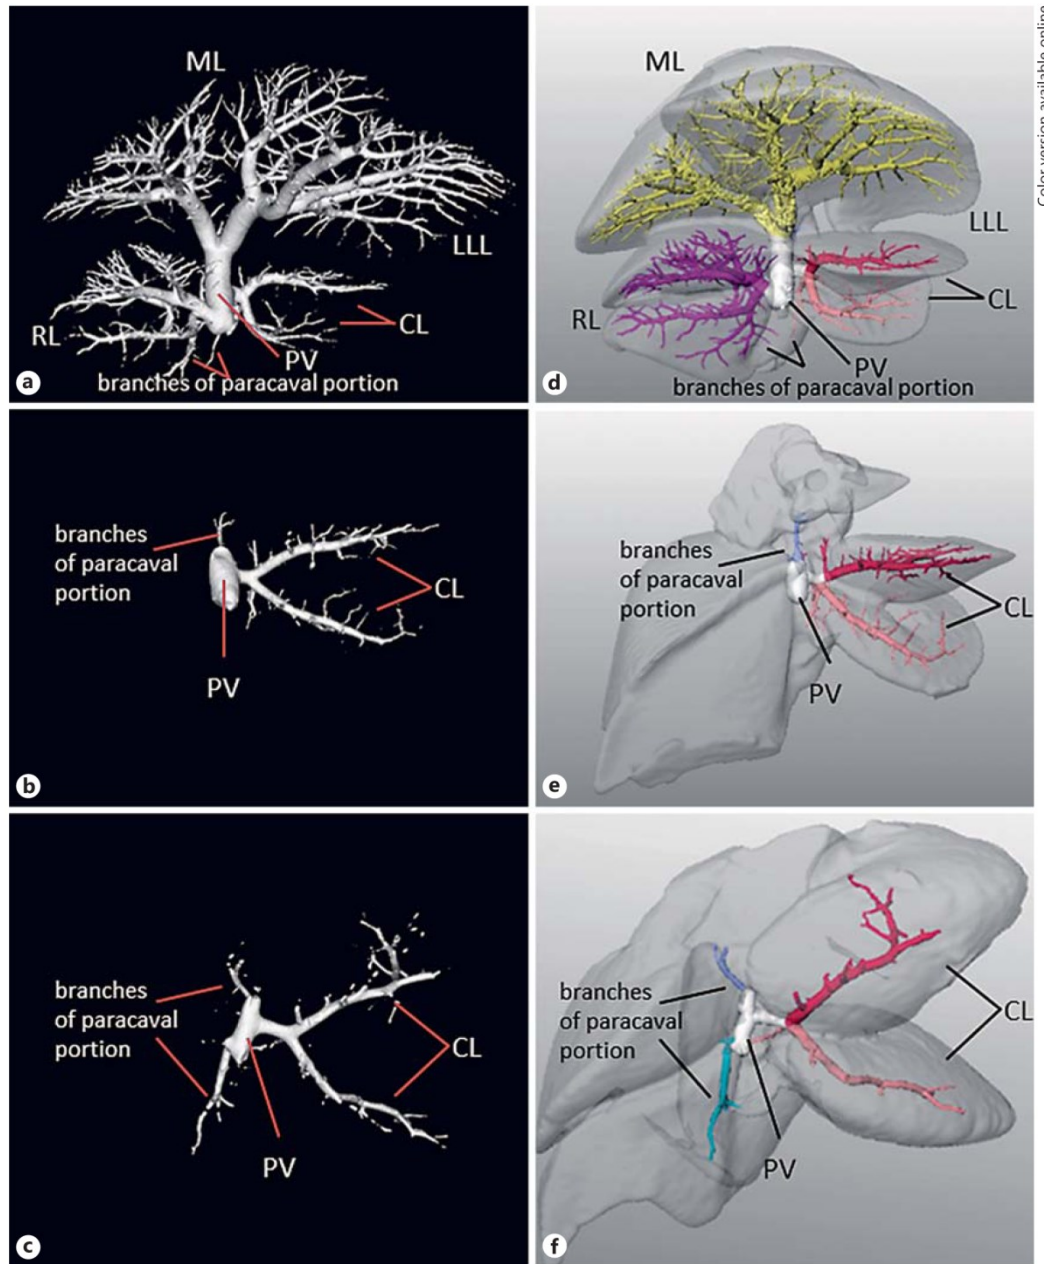 Color version available online
ML
LLL
RL
CL
PV
branches of paracaval portion
a
ML
LLL
RL
CL
PV
branches of paracaval portion
d
branches
of paracaval
portion
CL
PV
b
branches
of paracaval
portion
CL
PV
e
branches
of paracaval
portion
CL
PV
c
branches
of paracaval
portion
CL
PV
f